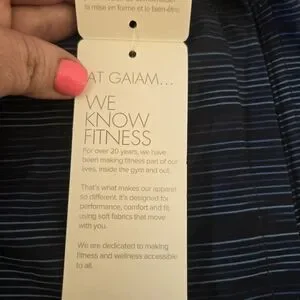 la mise en forme et le bien-être.
AT GAIAM...
WE
KNOW
FITNESS
For over 20 years, we have
been making fitness part of our
lives, inside the gym and out.
That's what makes our apparel
so different. It's designed for
performance, comfort and fit,
using soft fabrics that move
with you.
We are dedicated to making
fitness and wellness accessible
to all.